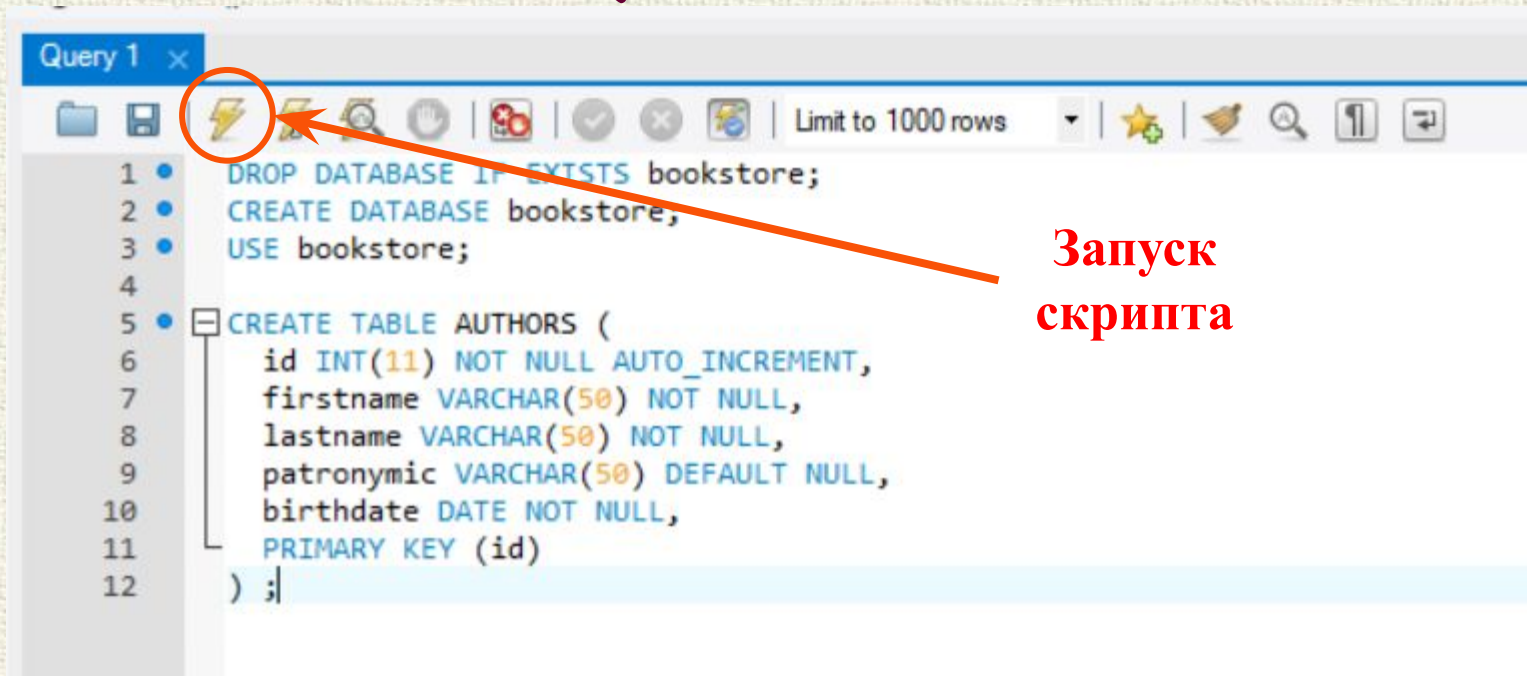 Query 1
Limit to 1000 rows
1 DROP DATABASE IF EXISTS bookstore;
2 CREATE DATABASE bookstore;
3 USE bookstore;
4
5 CREATE TABLE AUTHORS (
6 id INT(11) NOT NULL AUTO_INCREMENT,
7 firstname VARCHAR(50) NOT NULL,
8 lastname VARCHAR(50) NOT NULL,
9 patronymic VARCHAR(50) DEFAULT NULL,
10 birthdate DATE NOT NULL,
11 PRIMARY KEY (id)
12 ) ;
Запуск
скрипта